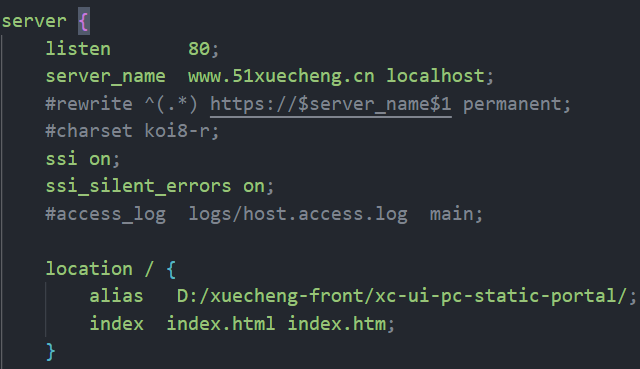 server {
listen 80;
server_name www.51xuecheng.cn localhost;
#rewrite ^(.*) https://$server_name$1 permanent;
#charset koi8-r;
ssi on;
ssi_silent_errors on;
#access_log logs/host.access.log main;
location / {
alias D:/xuecheng-front/xc-ui-pc-static-portal/;
index index.html index.htm;
}